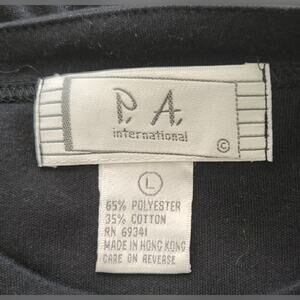 P. A.
international
©
L
65% POLYESTER
35% COTTON
RN 69341
MADE IN HONG KONG
CARE ON REVERSE